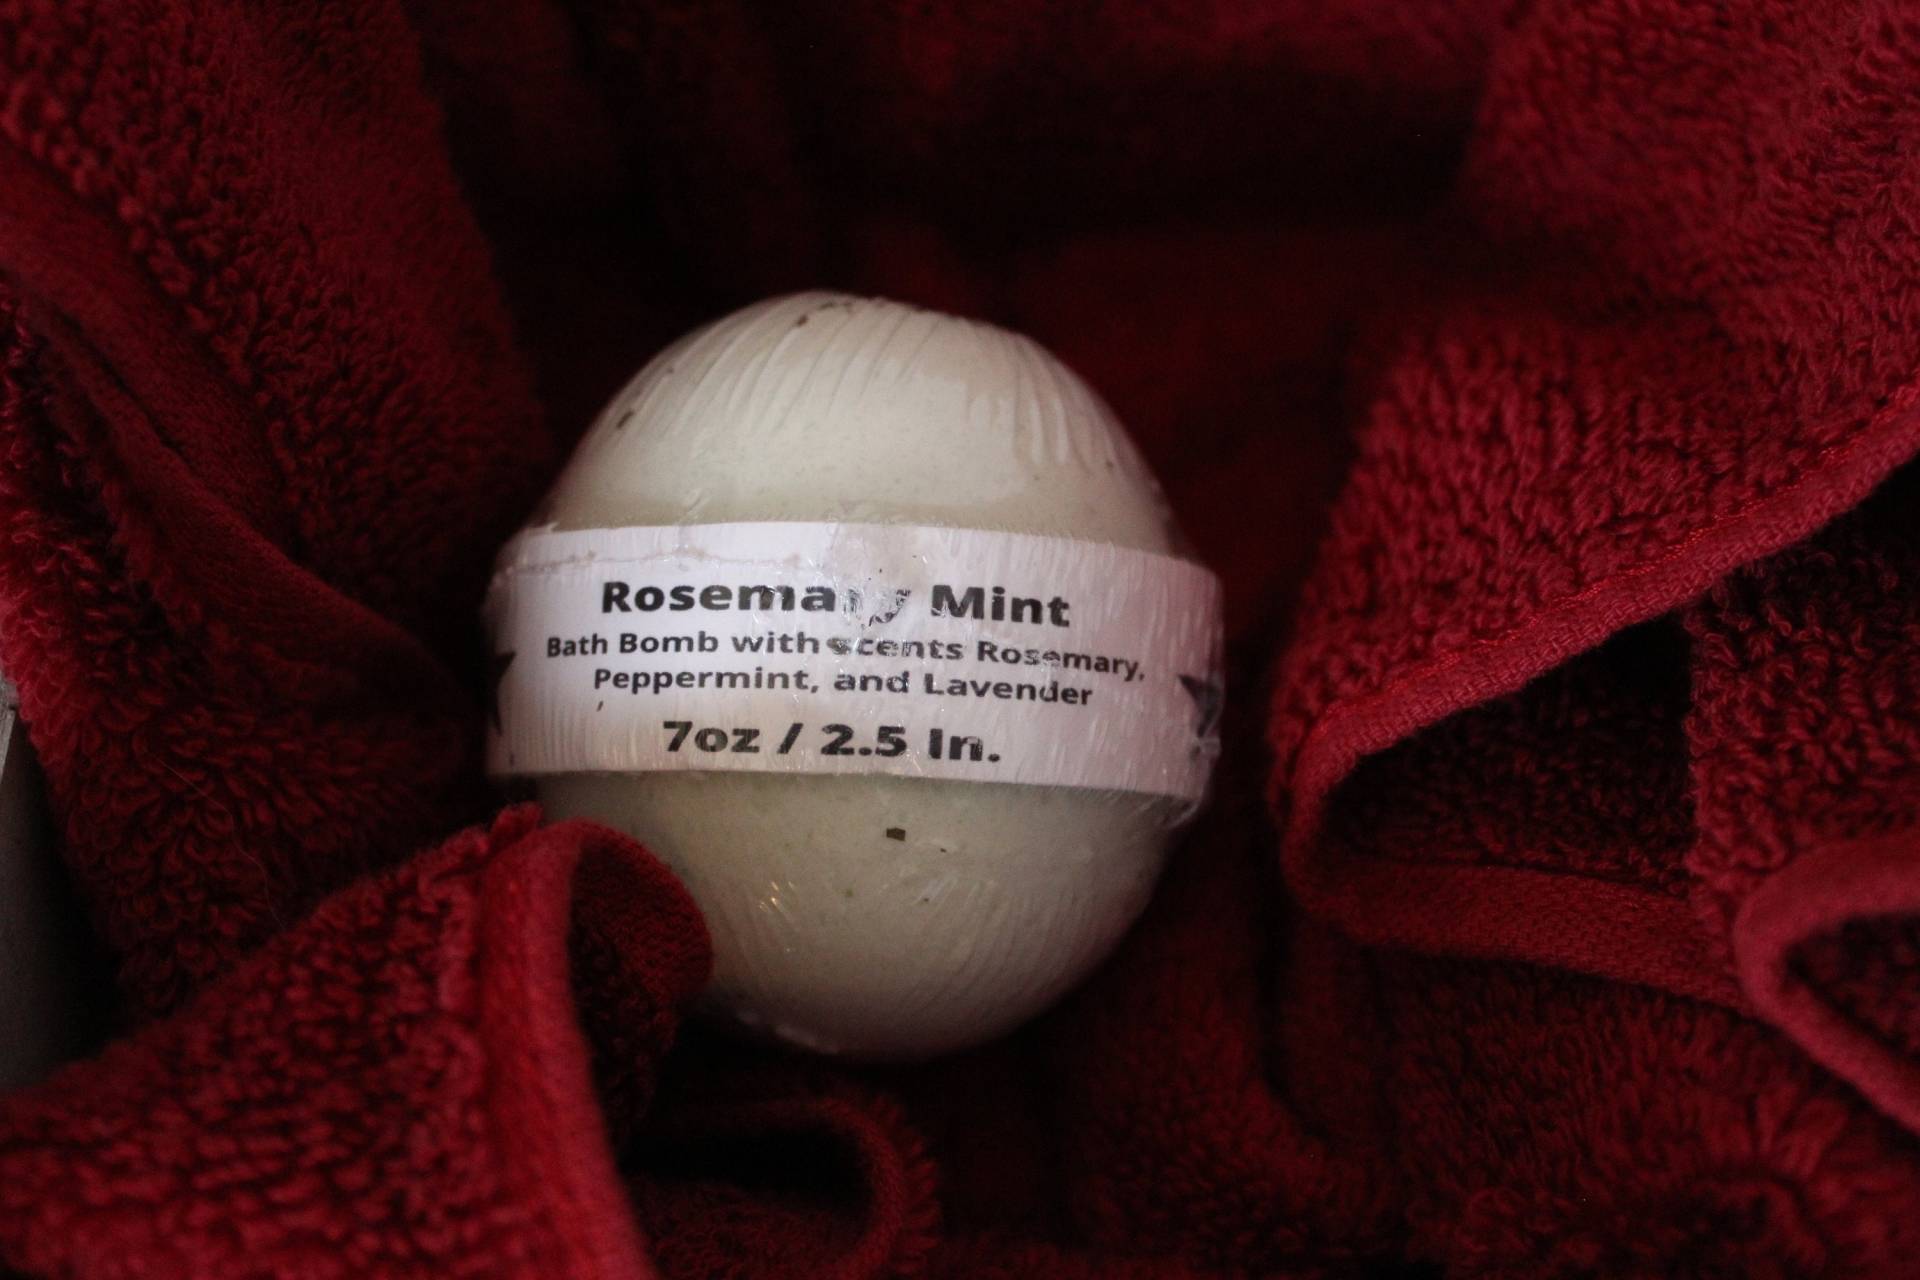 Rosemary Mint
Bath Bomb with scents Rosemary,
Peppermint, and Lavender
7oz / 2.5 In.